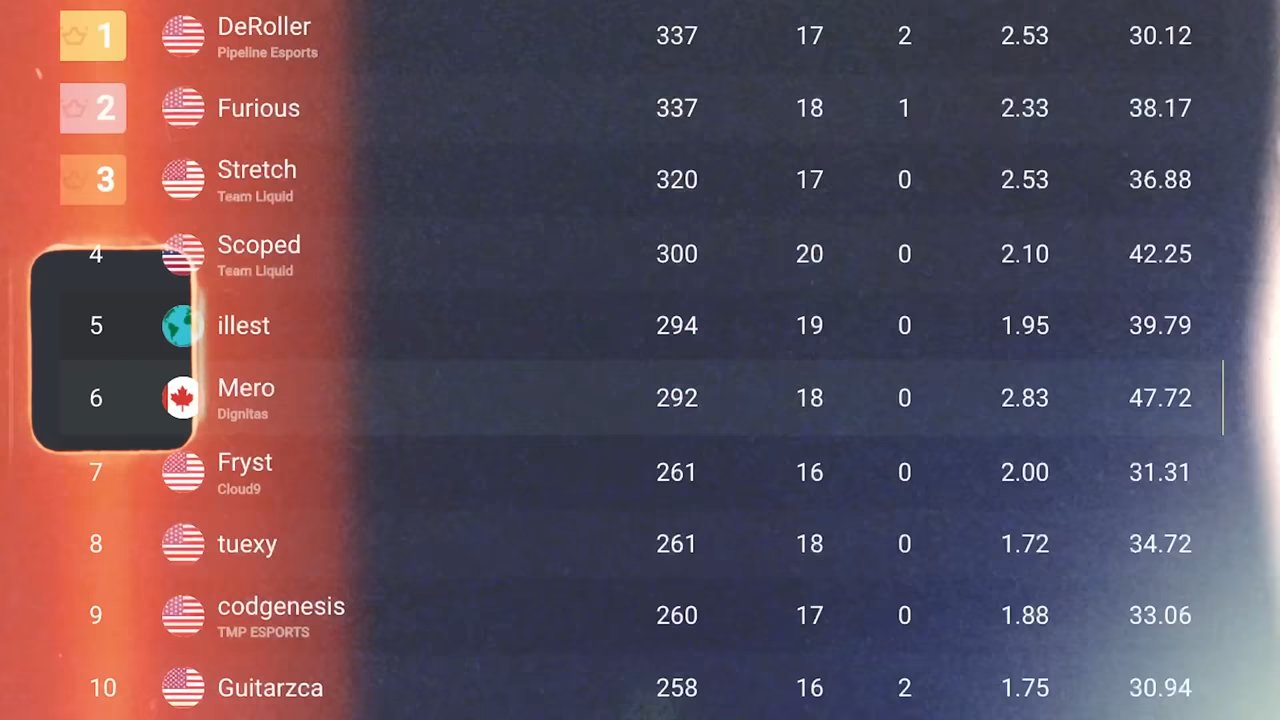 1 DeRoller 337 17 2 2.53 30.12
Pipeline Esports
2 Furious 337 18 1 2.33 38.17
3 Stretch 320 17 0 2.53 36.88
Team Liquid
4 Scoped 300 20 0 2.10 42.25
Team Liquid
5 illest 294 19 0 1.95 39.79
6 Mero 292 18 0 2.83 47.72
Dignitas
7 Fryst 261 16 0 2.00 31.31
Cloud9
8 tuexy 261 18 0 1.72 34.72
9 codgenesis 260 17 0 1.88 33.06
TMP ESPORTS
10 Guitarzca 258 16 2 1.75 30.94